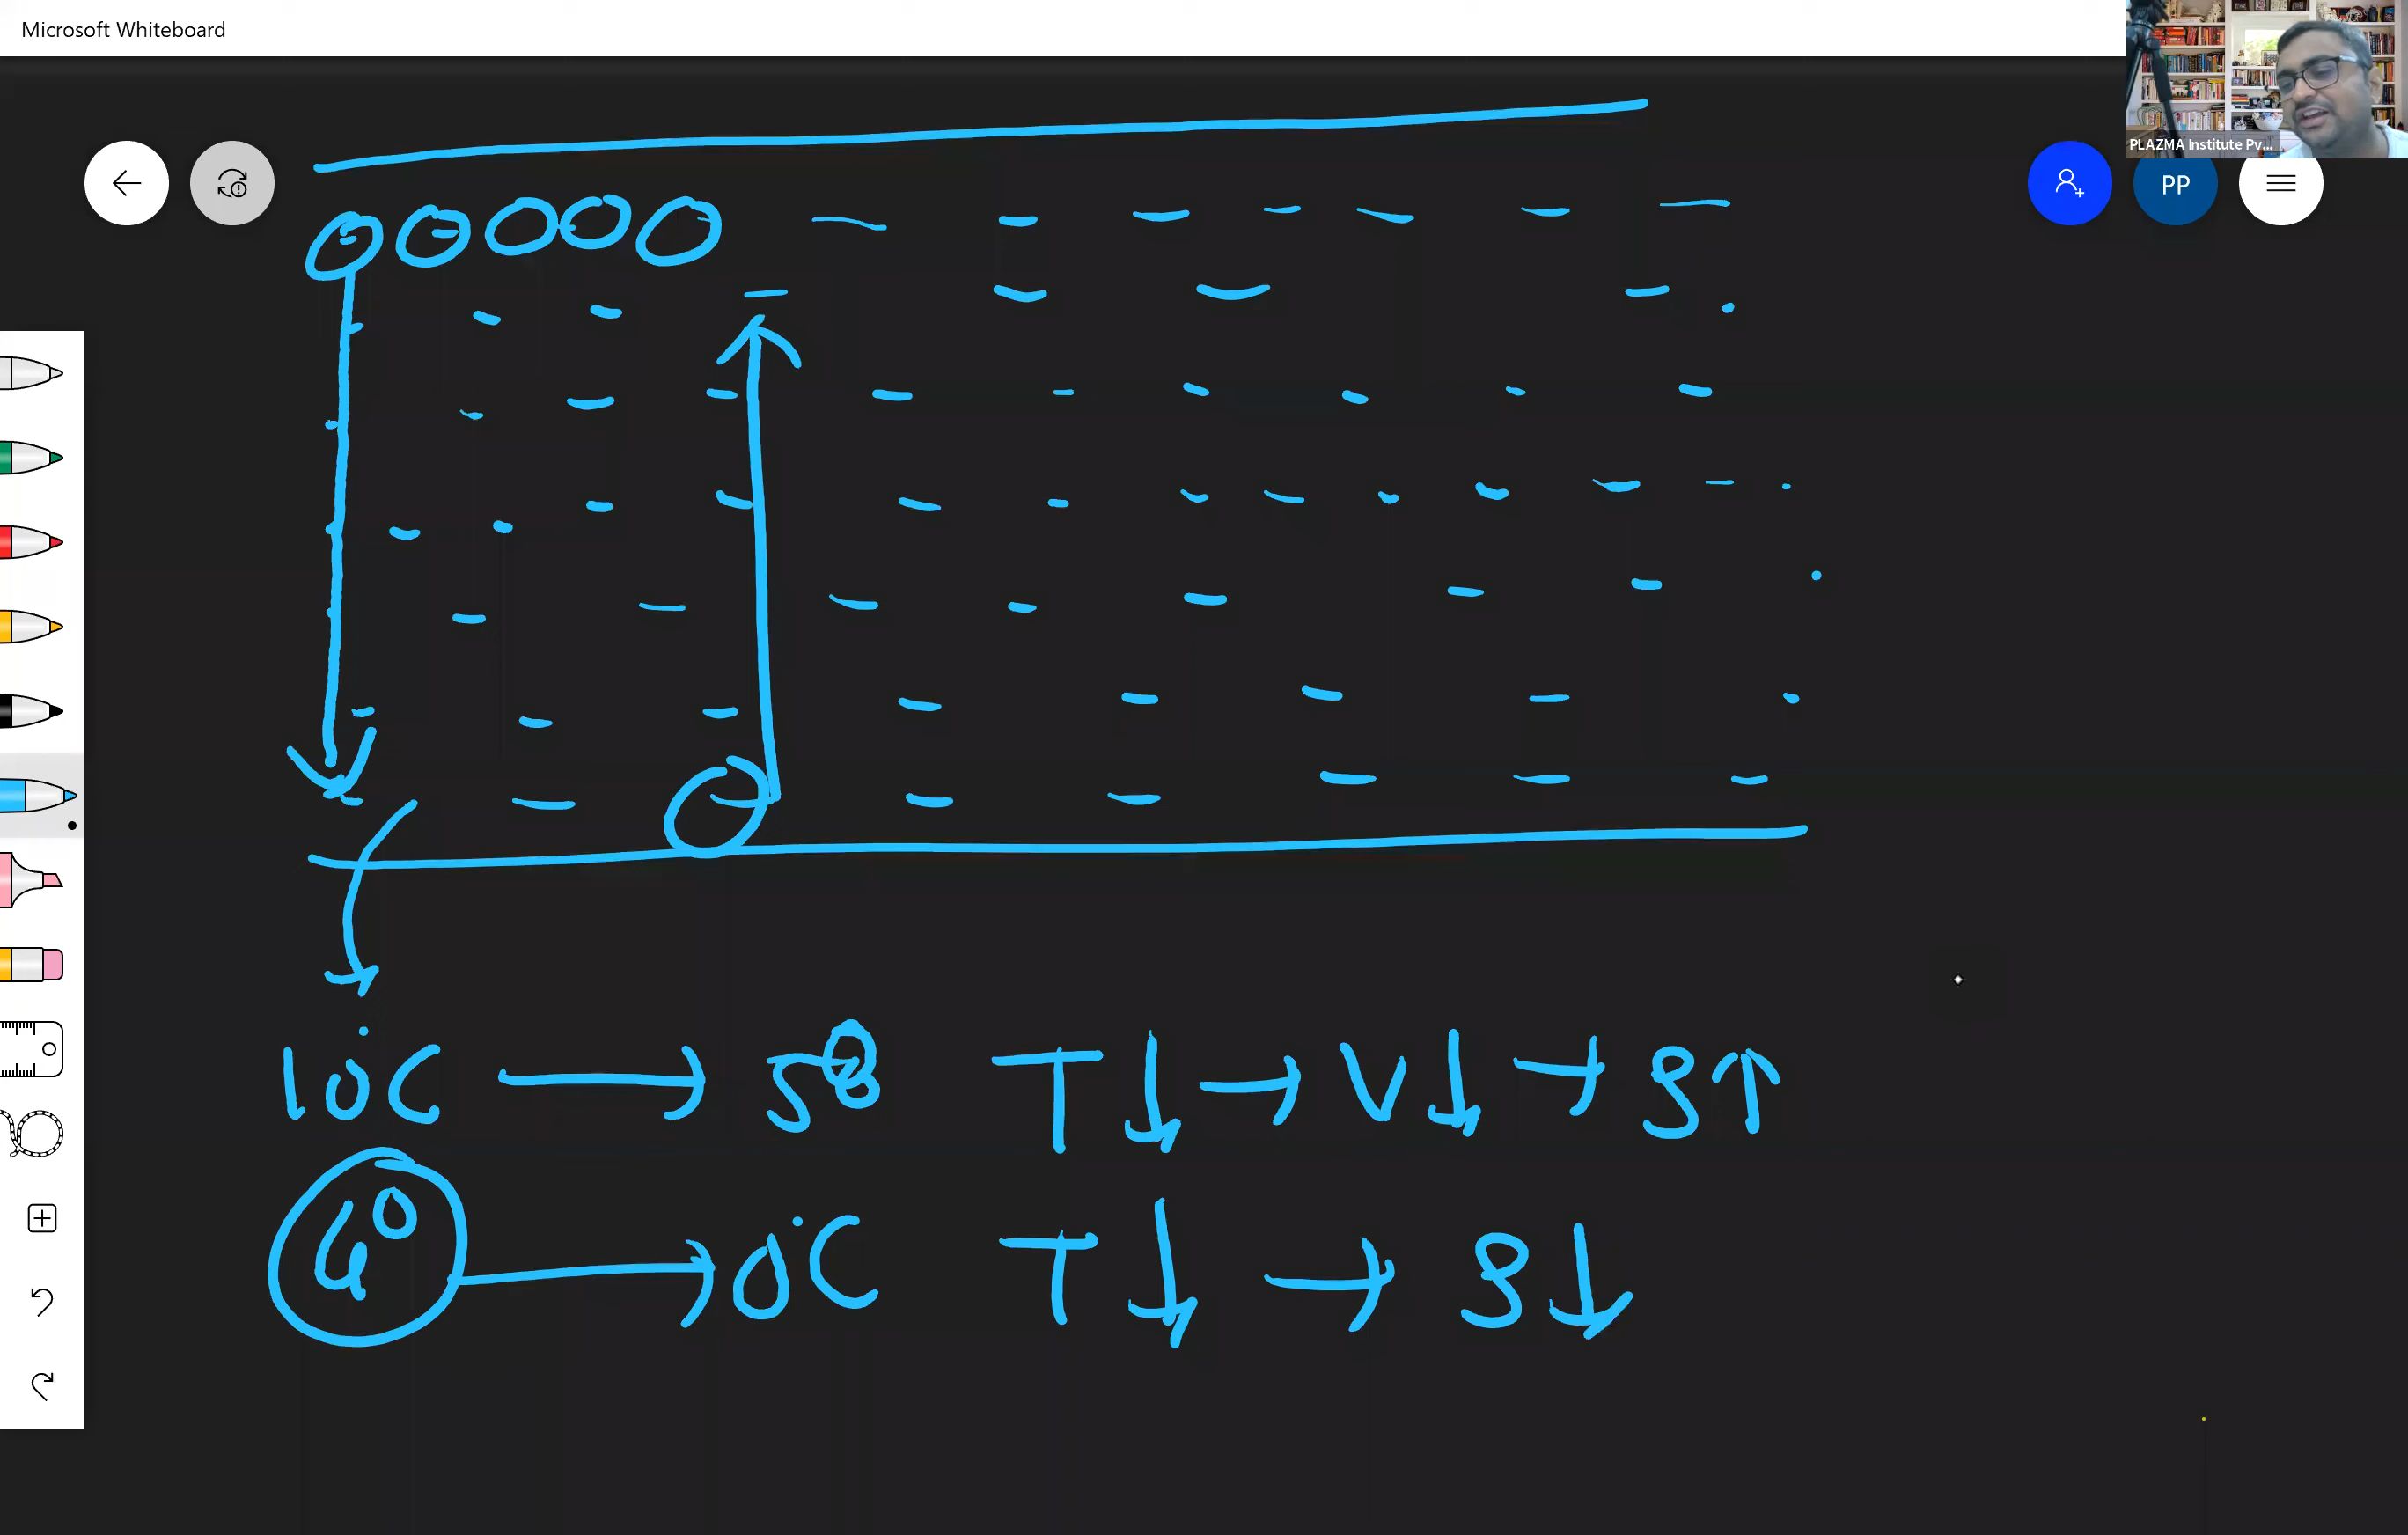 Microsoft Whiteboard
PLAZMA Institute Pv...
PP
10°C → 5° T↓ → V↓ → ρ↑
4° → 0°C T↓ → ρ↓